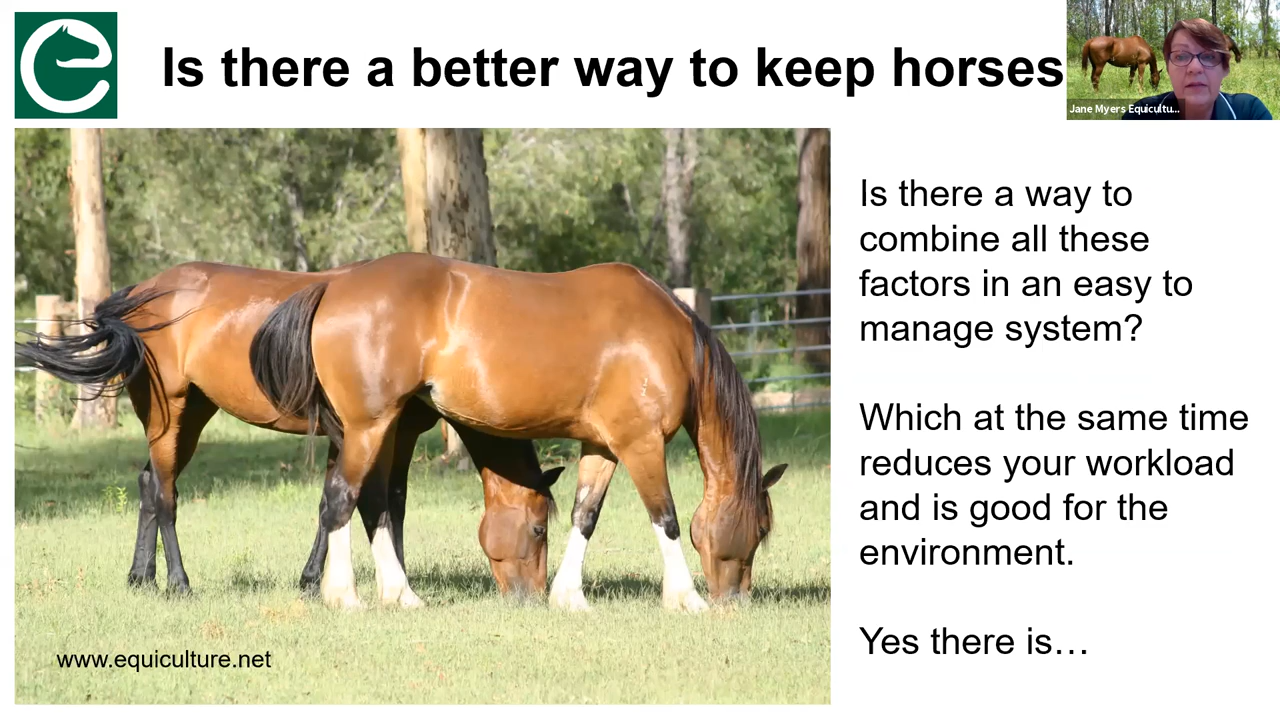 Is there a better way to keep horses
Jane Myers Equicultu...
Is there a way to
combine all these
factors in an easy to
manage system?
Which at the same time
reduces your workload
and is good for the
environment.
Yes there is…
www.equiculture.net